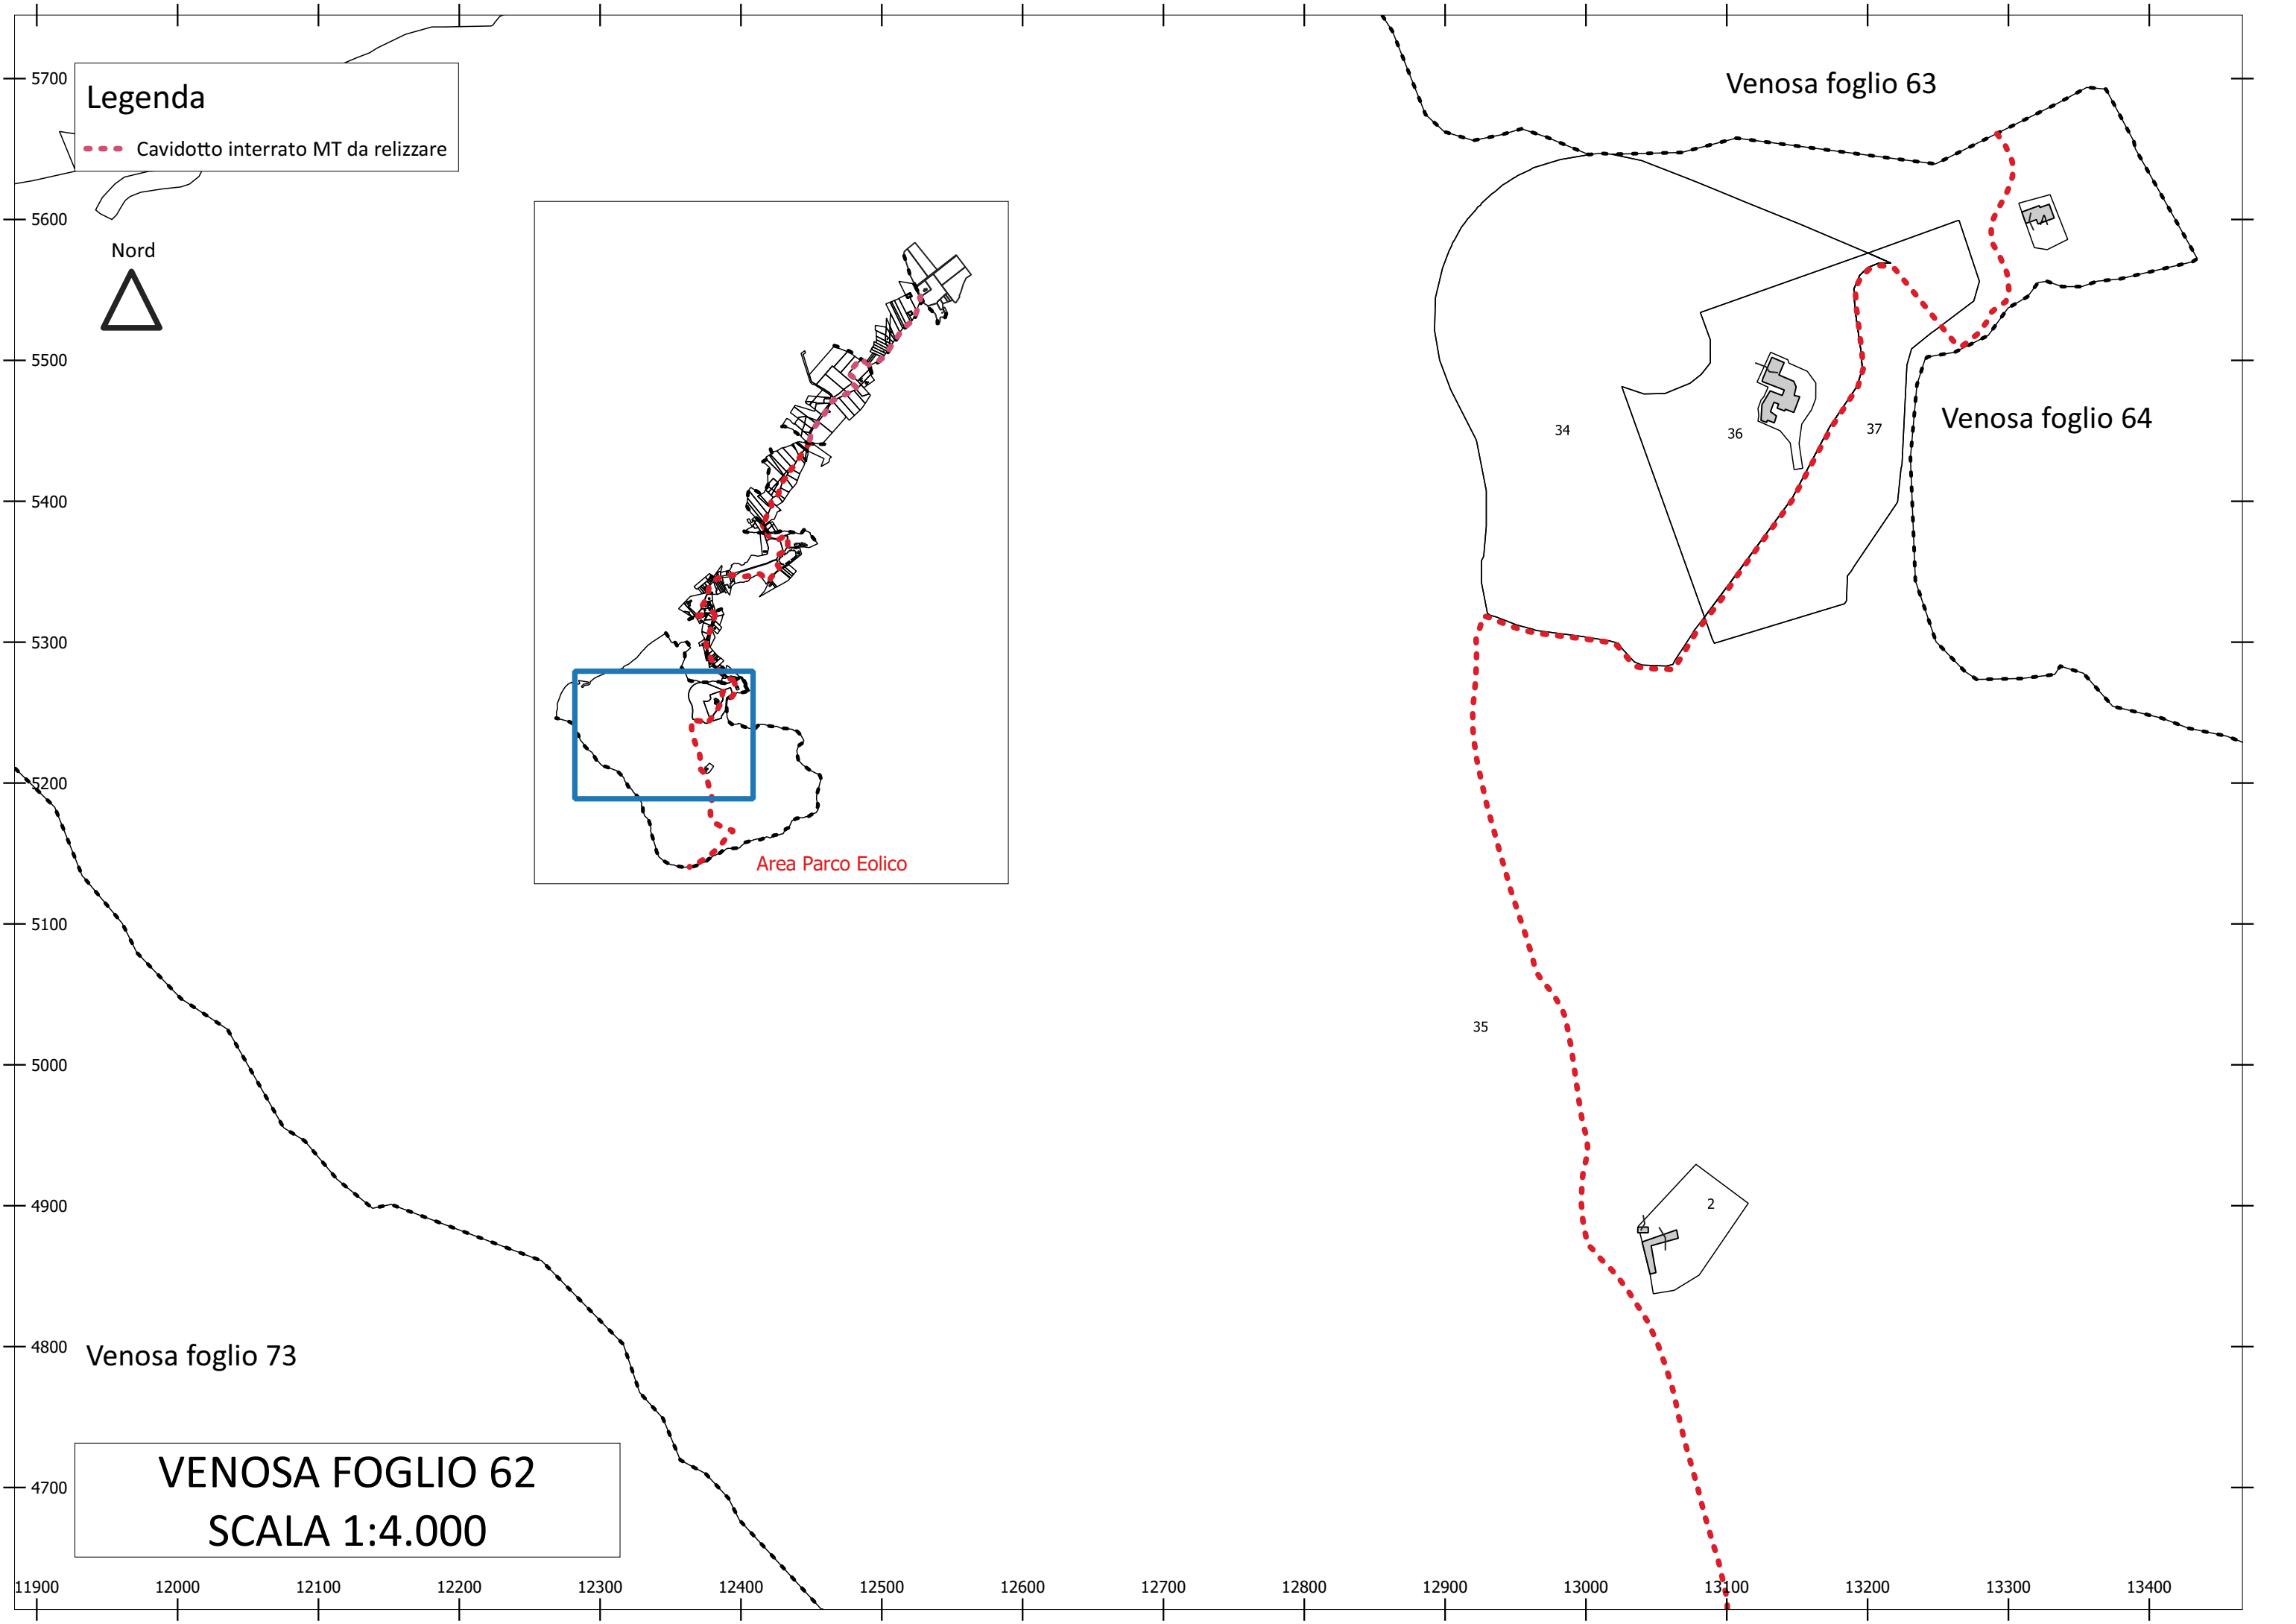 Venosa foglio 63
5700
Legenda
Cavidotto interrato MT da relizzare
5600
Nord
5500
Venosa foglio 64
34
36
37
5400
5300
5200
Area Parco Eolico
5100
35
5000
4900
2
4800
Venosa foglio 73
VENOSA FOGLIO 62
4700
SCALA 1:4.000
11900 12000 12100 12200 12300 12400 12500 12600 12700 12800 12900 13000 13100 13200 13300 13400